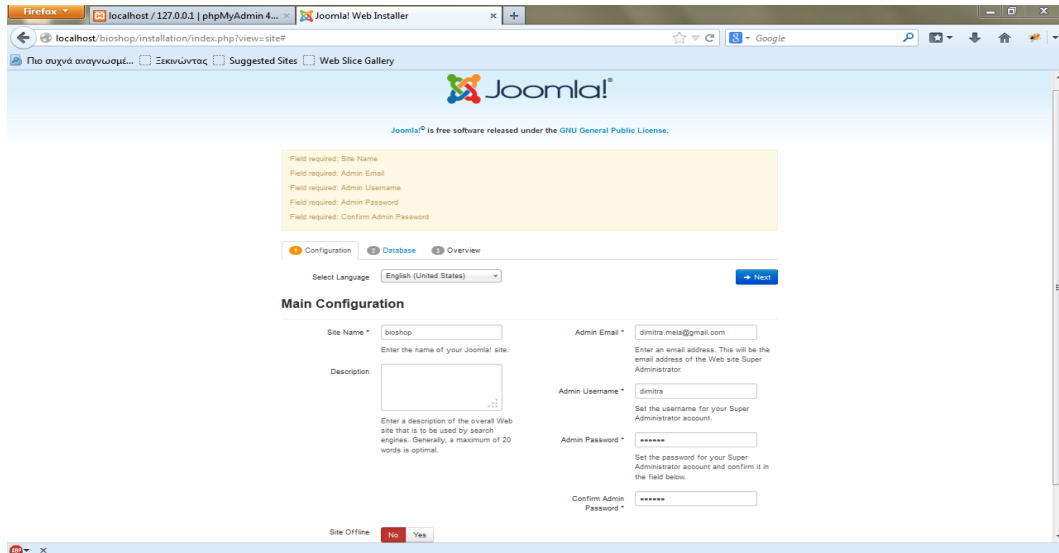 Firefox
localhost / 127.0.0.1 | phpMyAdmin 4...
Joomla! Web Installer
localhost/bioshop/installation/index.php?view=site#
Google
Πιο συχνά αναγνωσμέ...
Ξεκινώντας
Suggested Sites
Web Slice Gallery
Joomla!®
Joomla!® is free software released under the GNU General Public License.
Field required: Site Name
Field required: Admin Email
Field required: Admin Username
Field required: Admin Password
Field required: Confirm Admin Password
1 Configuration
2 Database
3 Overview
Select Language
English (United States)
Next
Main Configuration
Site Name *
bioshop
Enter the name of your Joomla! site.
Description
Enter a description of the overall Web
site that is to be used by search
engines. Generally, a maximum of 20
words is optimal.
Admin Email *
dimitra.mela@gmail.com
Enter an email address. This will be the
email address of the Web site Super
Administrator.
Admin Username *
dimitra
Set the username for your Super
Administrator account.
Admin Password *
••••••
Set the password for your Super
Administrator account and confirm it in
the field below.
Confirm Admin
Password *
••••••
Site Offline
No
Yes